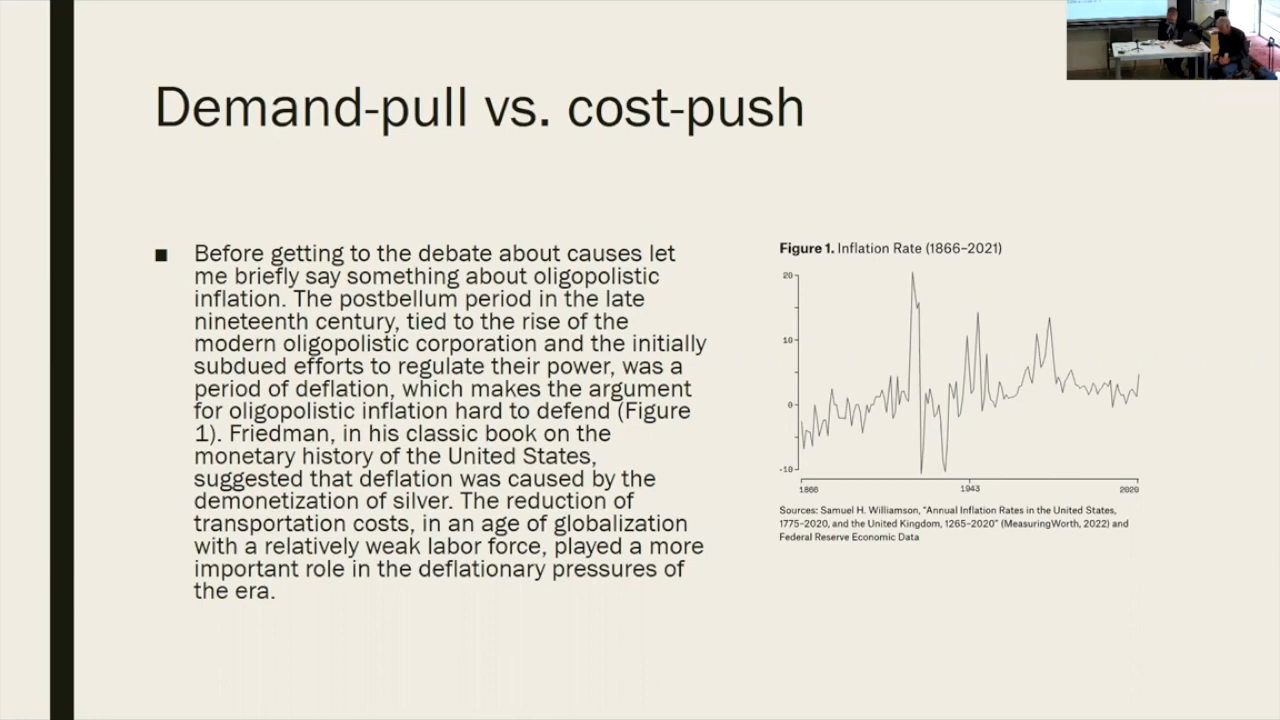 Demand-pull vs. cost-push
■ Before getting to the debate about causes let
me briefly say something about oligopolistic
inflation. The postbellum period in the late
nineteenth century, tied to the rise of the
modern oligopolistic corporation and the initially
subdued efforts to regulate their power, was a
period of deflation, which makes the argument
for oligopolistic inflation hard to defend (Figure
1). Friedman, in his classic book on the
monetary history of the United States,
suggested that deflation was caused by the
demonetization of silver. The reduction of
transportation costs, in an age of globalization
with a relatively weak labor force, played a more
important role in the deflationary pressures of
the era.
Figure 1. Inflation Rate (1866–2021)
20
10
0
-10
1866 1943 2020
Sources: Samuel H. Williamson, “Annual Inflation Rates in the United States,
1775–2020, and the United Kingdom, 1265–2020” (MeasuringWorth, 2022) and
Federal Reserve Economic Data